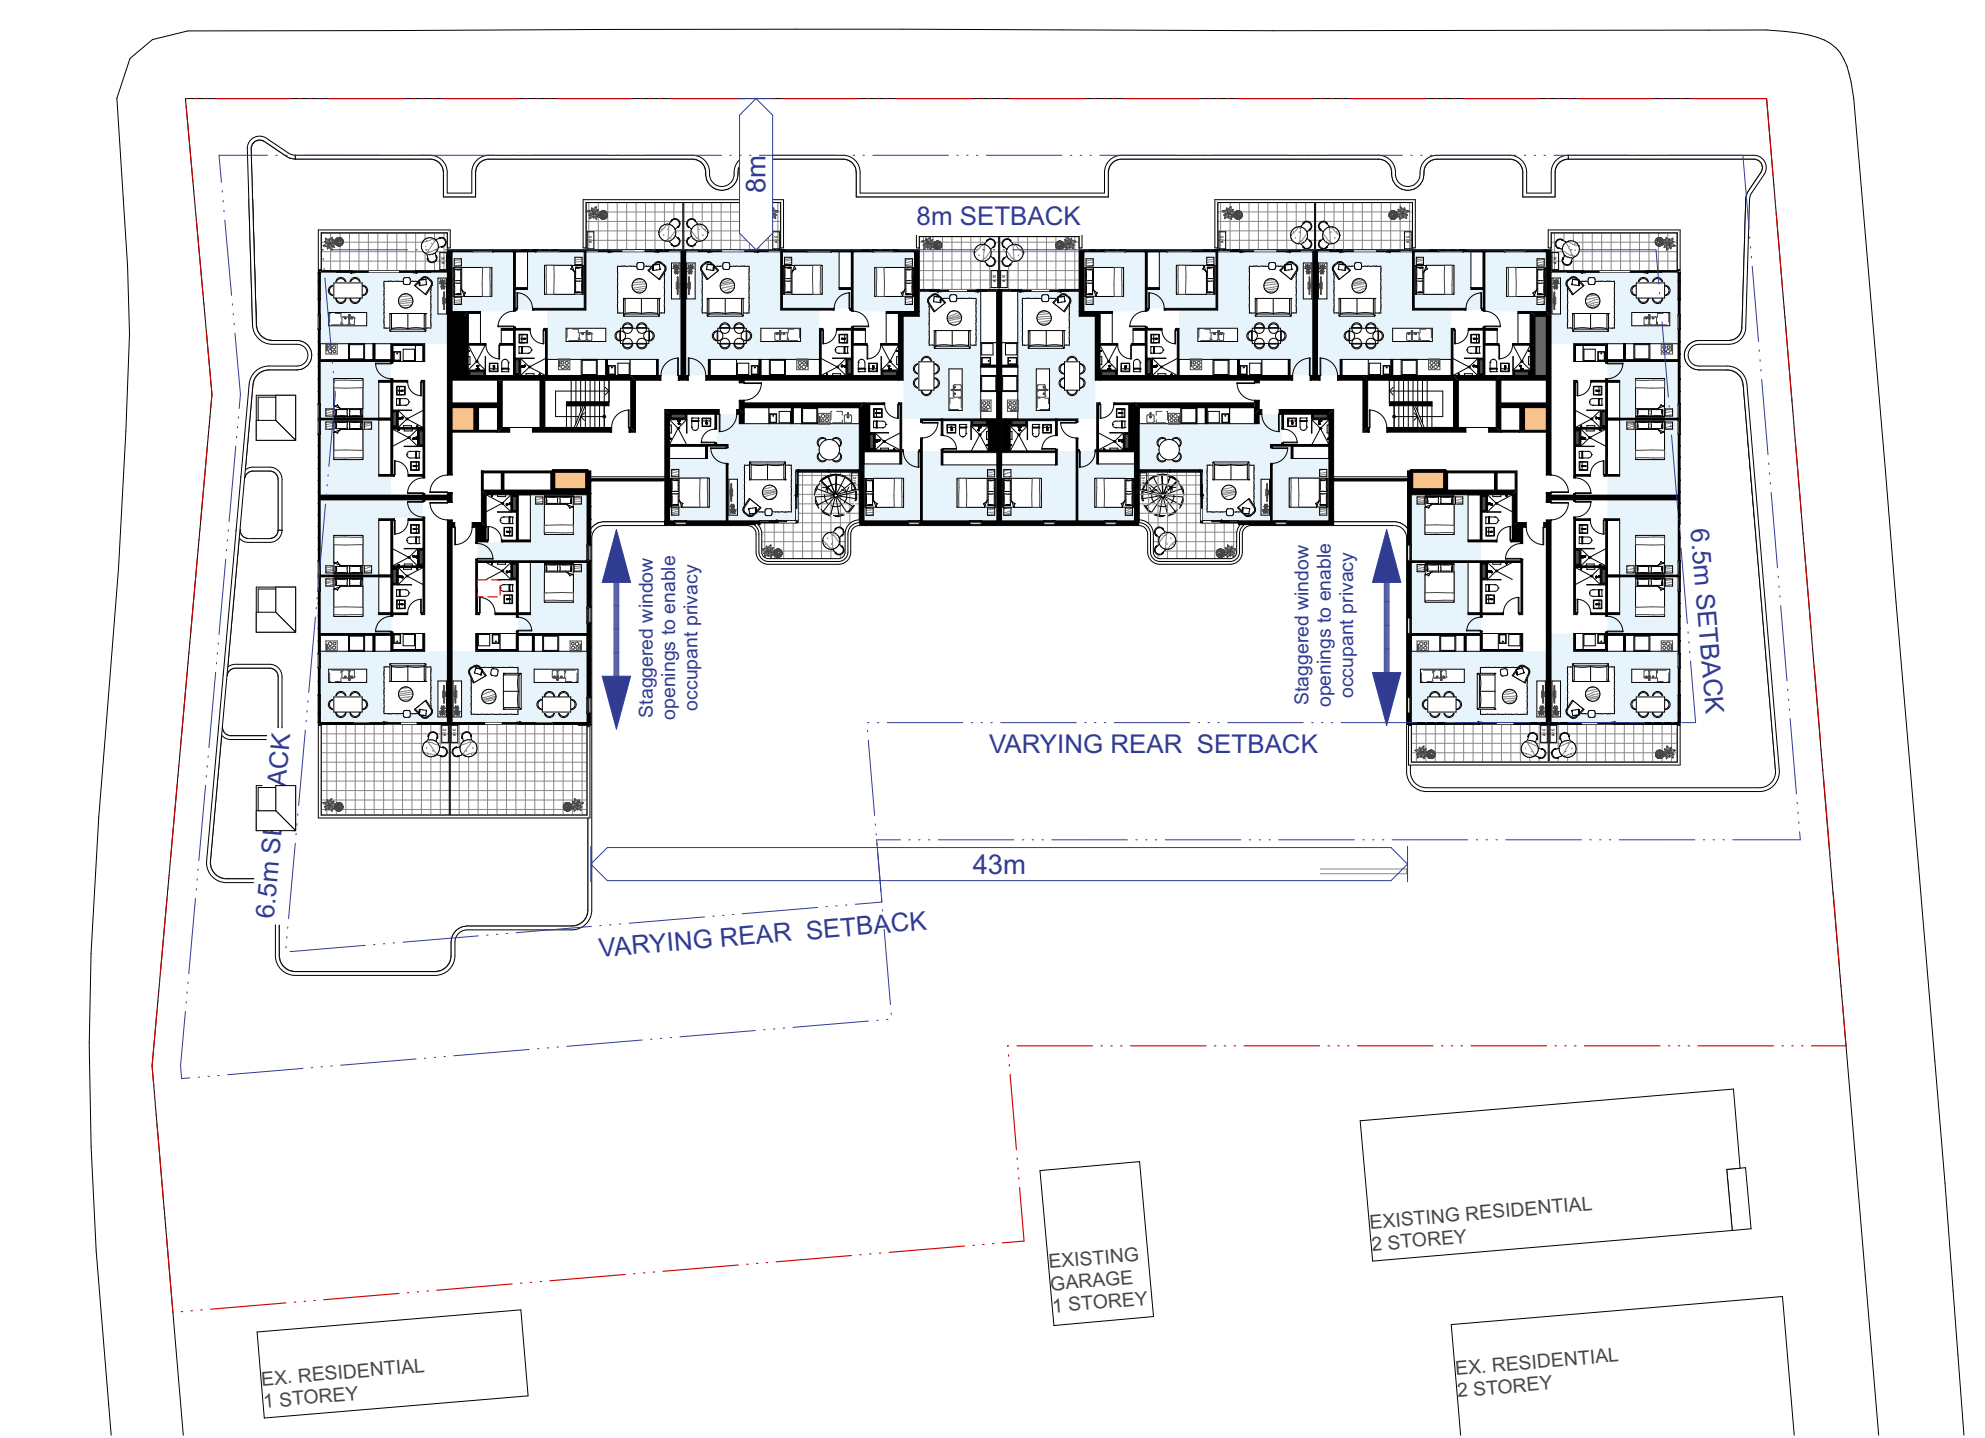 8m
8m SETBACK
Staggered window
openings to enable
occupant privacy
Staggered window
openings to enable
occupant privacy
6.5m SETBACK
VARYING REAR SETBACK
6.5m SE
ACK
43m
VARYING REAR SETBACK
EXISTING RESIDENTIAL
2 STOREY
EXISTING
GARAGE
1 STOREY
EX. RESIDENTIAL
1 STOREY
EX. RESIDENTIAL
2 STOREY